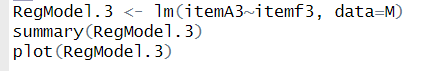 RegModel.3 <- lm(itemA3~itemf3, data=M)
summary(RegModel.3)
plot(RegModel.3)